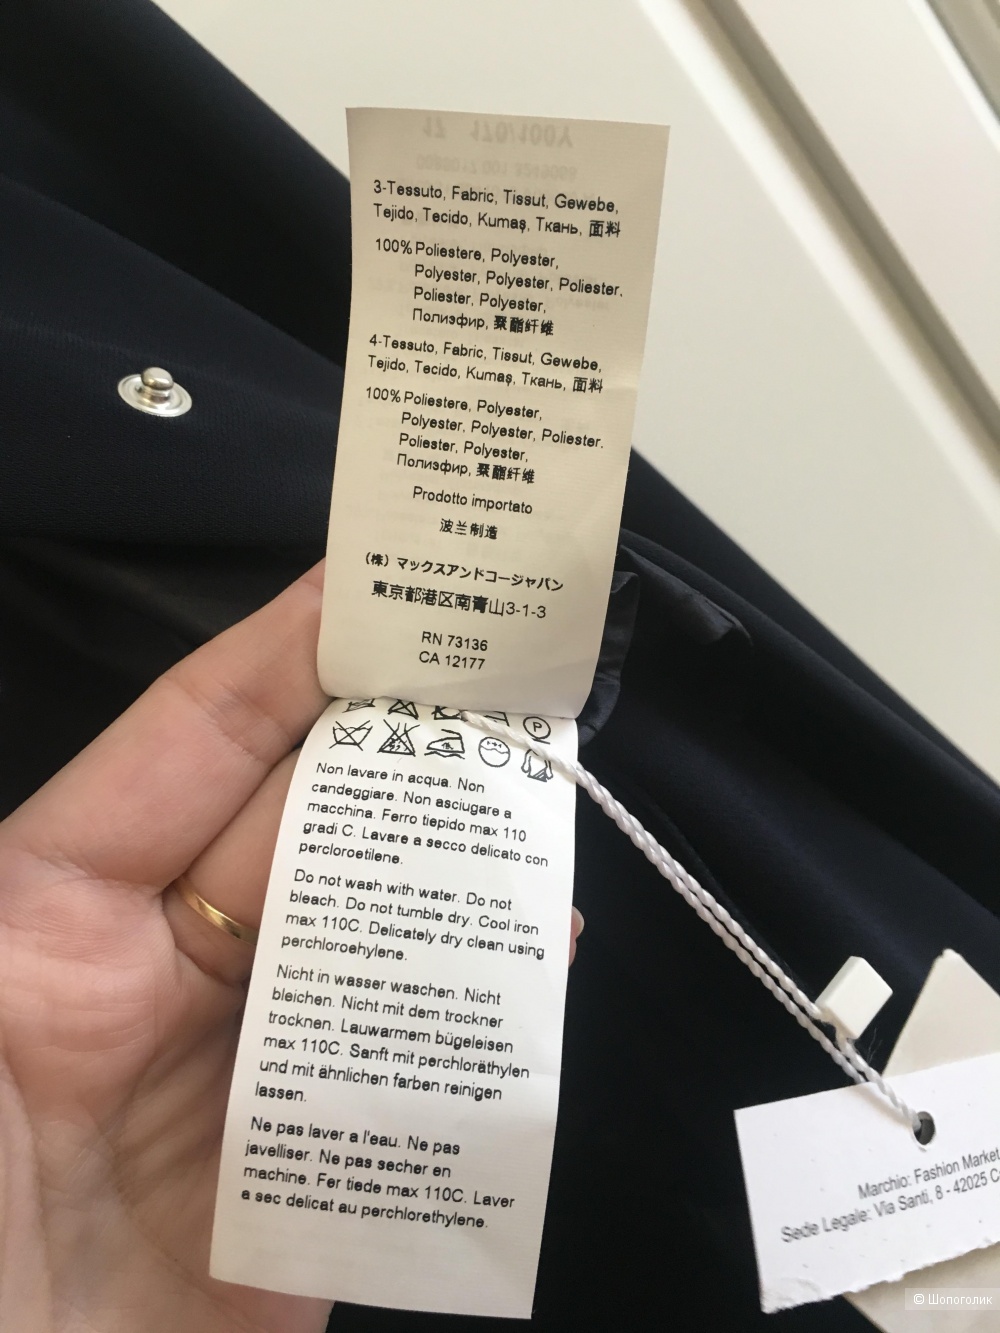 3-Tessuto, Fabric, Tissut, Gewebe,
Tejido, Tecido, Kumaş, Ткань, 面料
100% Poliestere, Polyester,
Polyester, Polyester, Poliester.
Poliester, Polyester,
Полиэфир, 聚酯纤维
4-Tessuto, Fabric, Tissut, Gewebe,
Tejido, Tecido, Kumaş, Ткань, 面料
100% Poliestere, Polyester,
Polyester, Polyester, Poliester.
Poliester, Polyester,
Полиэфир, 聚酯纤维
Prodotto importato
波兰制造
(株) マックスアンドコージャパン
東京都港区南青山3-1-3
RN 73136
CA 12177
P
Non lavare in acqua. Non
candeggiare. Non asciugare a
macchina. Ferro tiepido max 110
gradi C. Lavare a secco delicato con
percloroetilene.
Do not wash with water. Do not
bleach. Do not tumble dry. Cool iron
max 110C. Delicately dry clean using
perchloroehylene.
Nicht in wasser waschen. Nicht
bleichen. Nicht mit dem trockner
trocknen. Lauwarmem bügeleisen
max 110C. Sanft mit perchloräthylen
und mit ähnlichen farben reinigen
lassen.
Ne pas laver a l'eau. Ne pas
javelliser. Ne pas secher en
machine. Fer tiede max 110C. Laver
a sec delicat au perchlorethylene.
Marchio: Fashion Market
Sede Legale: Via Santi, 8 - 42025 C
© Шопоголик